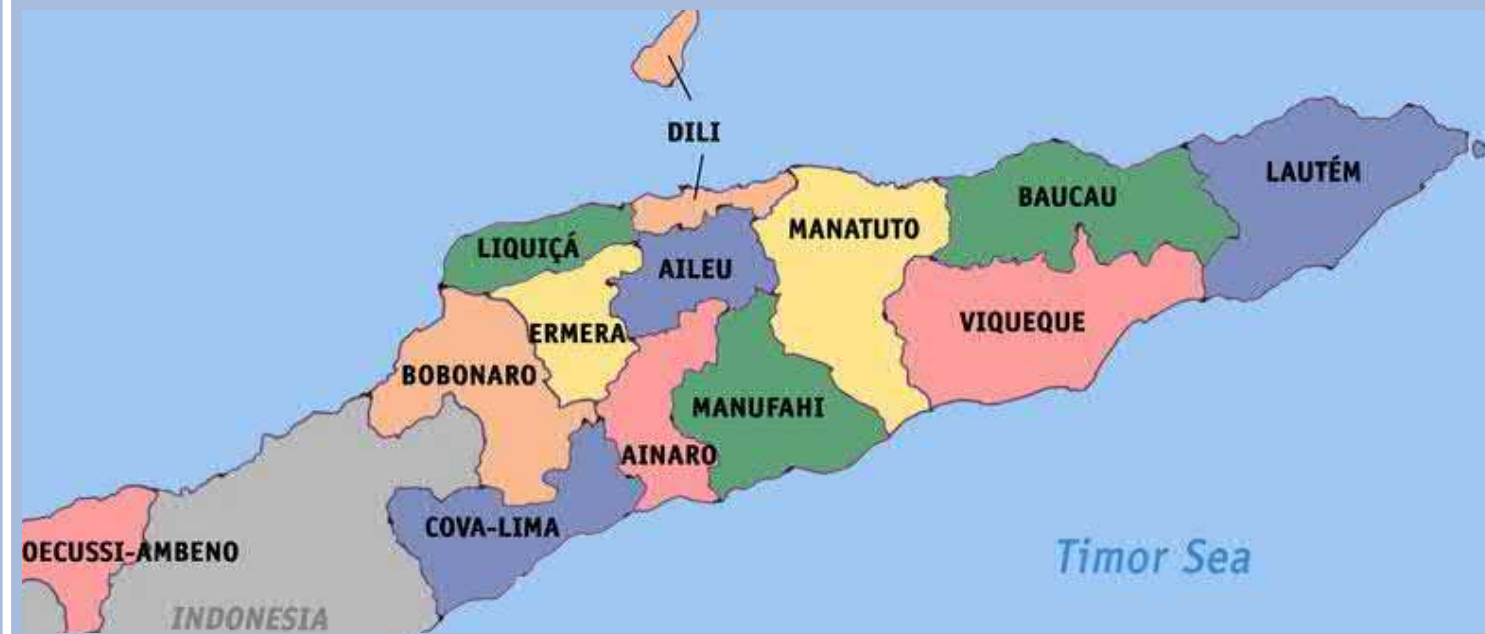 DILI
LAUTÉM
BAUCAU
MANATUTO
LIQUIÇÁ
AILEU
VIQUEQUE
ERMERA
BOBONARO
MANUFAHI
AINARO
COVA-LIMA
OECUSSI-AMBENO
Timor Sea
INDONESIA